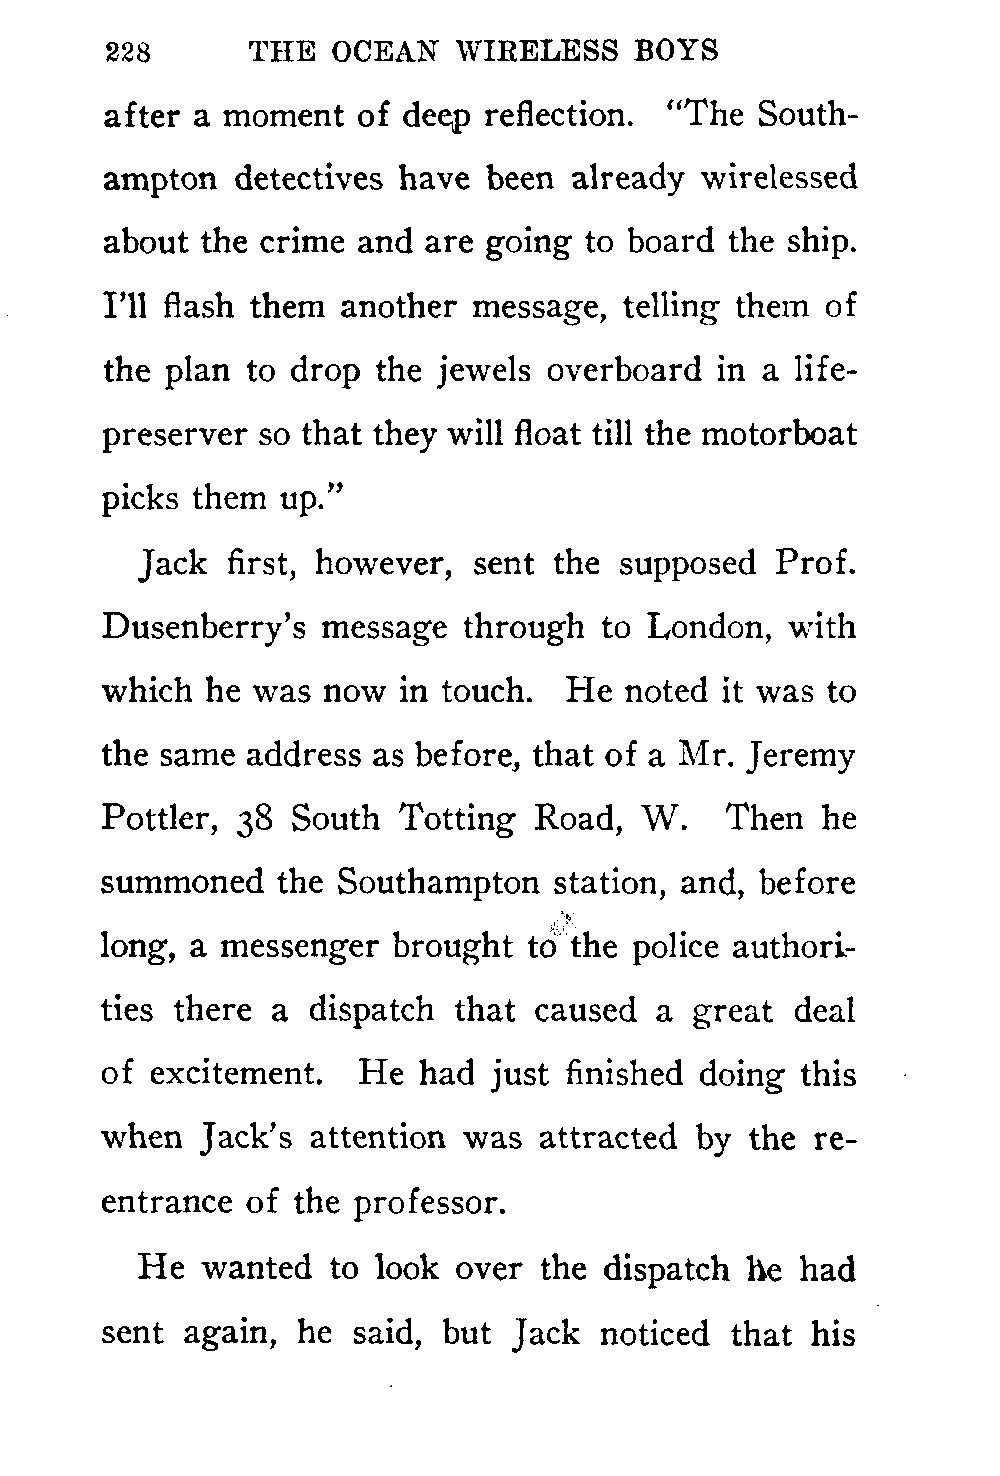 228 THE OCEAN WIRELESS BOYS
after a moment of deep reflection. "The South-
ampton detectives have been already wirelessed
about the crime and are going to board the ship.
I'll flash them another message, telling them of
the plan to drop the jewels overboard in a life-
preserver so that they will float till the motorboat
picks them up."
Jack first, however, sent the supposed Prof.
Dusenberry's message through to London, with
which he was now in touch. He noted it was to
the same address as before, that of a Mr. Jeremy
Pottler, 38 South Totting Road, W. Then he
summoned the Southampton station, and, before
long, a messenger brought to the police authori-
ties there a dispatch that caused a great deal
of excitement. He had just finished doing this
when Jack's attention was attracted by the re-
entrance of the professor.
He wanted to look over the dispatch he had
sent again, he said, but Jack noticed that his